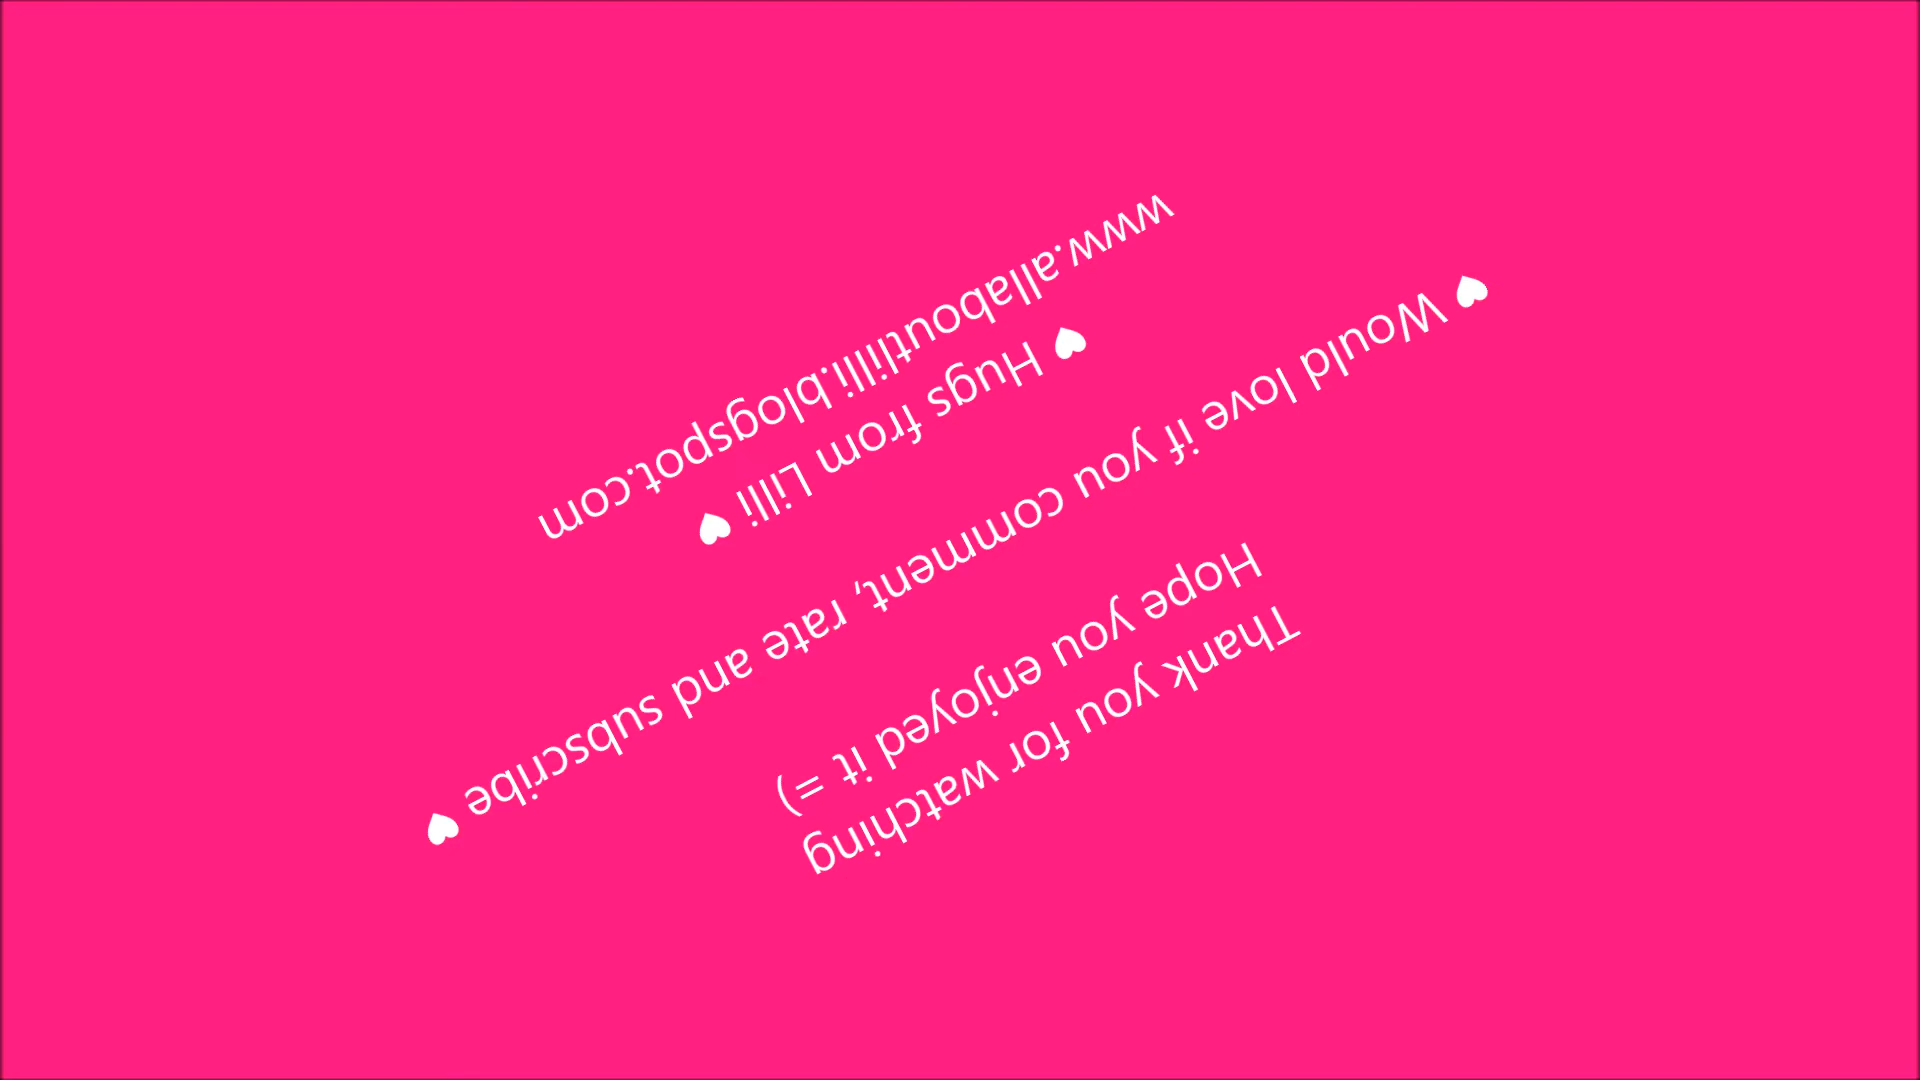 Thank you for watching
Hope you enjoyed it =)
♥ Would love if you comment, rate and subscribe ♥
♥ Hugs from Lilli ♥
www.allaboutlilli.blogspot.com